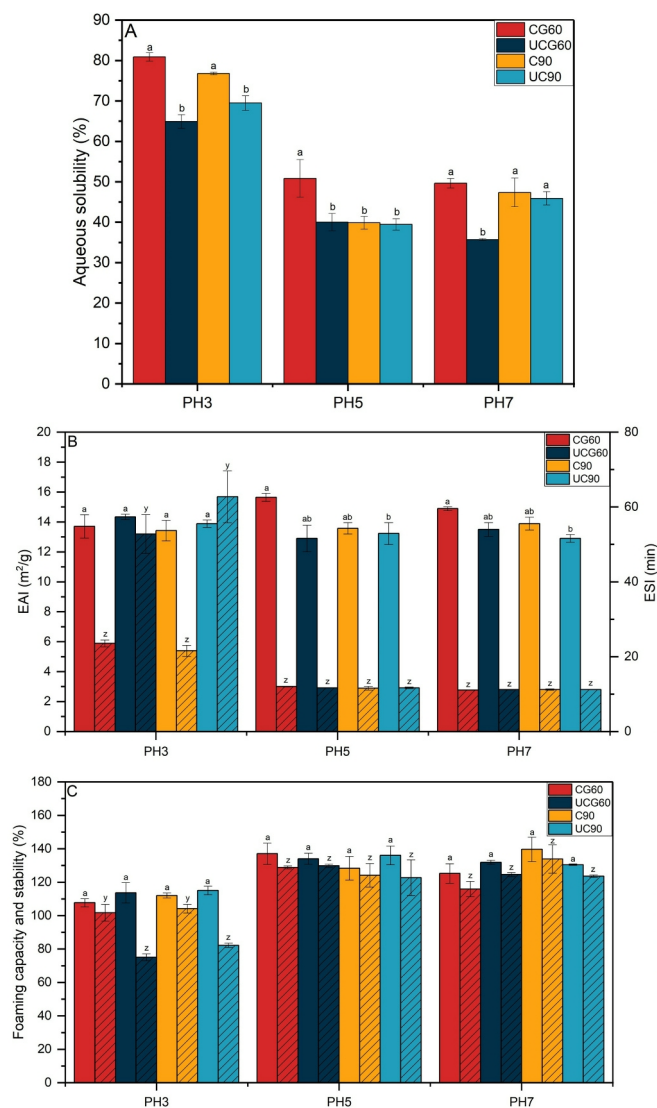 A
CG60
UCG60
C90
UC90
90
80
70
60
50
40
30
20
10
0
Aqueous solubility (%)
a b a b
a b b b
a b a a
PH3 PH5 PH7
B
CG60
UCG60
C90
UC90
20
18
16
14
12
10
8
6
4
2
0
EAI (m²/g)
80
60
40
20
0
ESI (min)
a z a y a z a y
a z ab z ab z b z
a z ab z ab z b z
PH3 PH5 PH7
C
CG60
UCG60
C90
UC90
180
160
140
120
100
80
60
40
20
0
Foaming capacity and stability (%)
a y a z a z a z
a z a z a z a z
a z a z a z a z
PH3 PH5 PH7